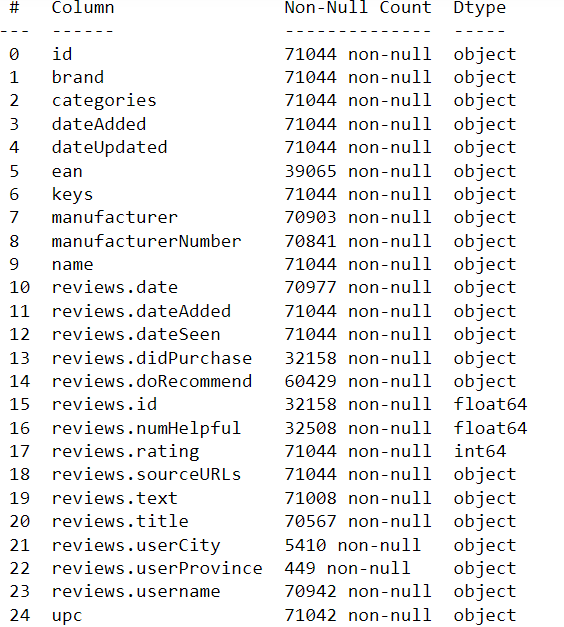 #   Column                Non-Null Count  Dtype
---  ------                --------------  -----
0   id                    71044 non-null  object
1   brand                 71044 non-null  object
2   categories            71044 non-null  object
3   dateAdded             71044 non-null  object
4   dateUpdated           71044 non-null  object
5   ean                   39065 non-null  object
6   keys                  71044 non-null  object
7   manufacturer          70903 non-null  object
8   manufacturerNumber    70841 non-null  object
9   name                  71044 non-null  object
10  reviews.date          70977 non-null  object
11  reviews.dateAdded     71044 non-null  object
12  reviews.dateSeen      71044 non-null  object
13  reviews.didPurchase   32158 non-null  object
14  reviews.doRecommend   60429 non-null  object
15  reviews.id            32158 non-null  float64
16  reviews.numHelpful    32508 non-null  float64
17  reviews.rating        71044 non-null  int64
18  reviews.sourceURLs    71044 non-null  object
19  reviews.text          71008 non-null  object
20  reviews.title         70567 non-null  object
21  reviews.userCity      5410 non-null   object
22  reviews.userProvince  449 non-null    object
23  reviews.username      70942 non-null  object
24  upc                   71042 non-null  object